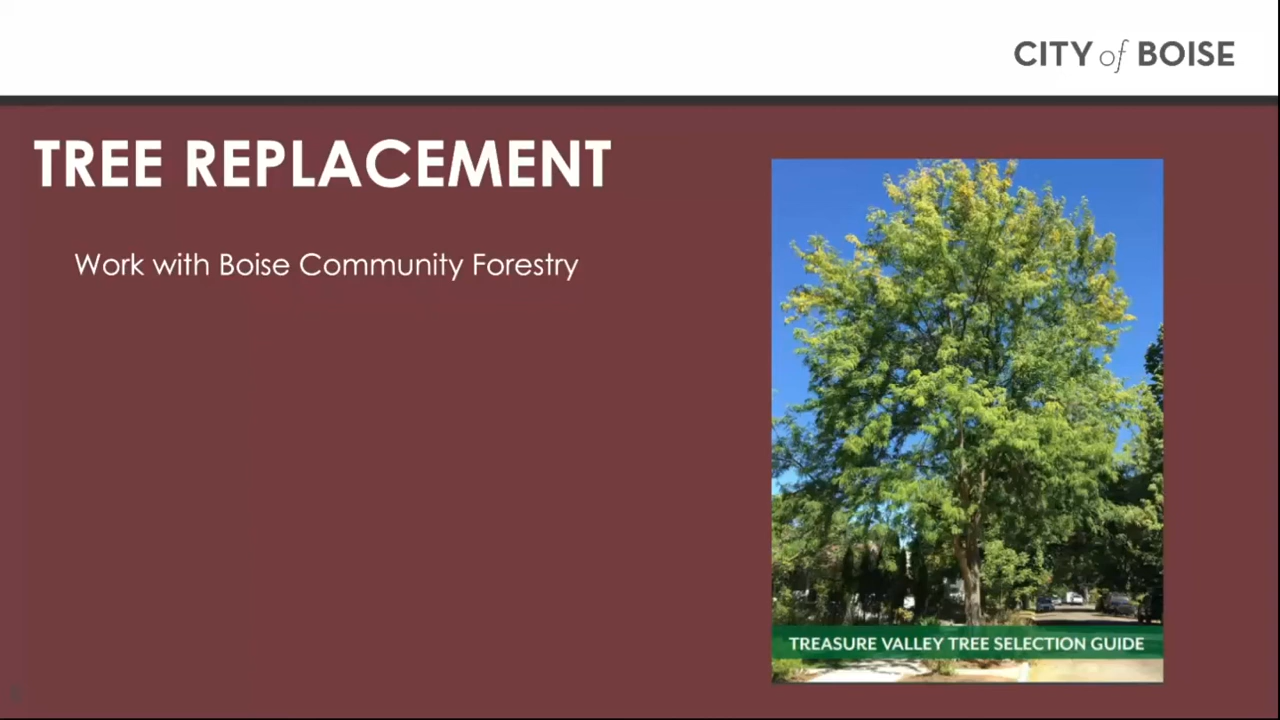 CITY of BOISE
TREE REPLACEMENT
Work with Boise Community Forestry
TREASURE VALLEY TREE SELECTION GUIDE